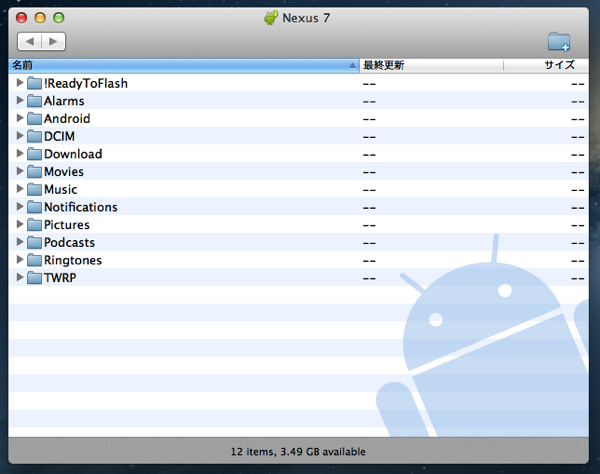 Nexus 7
名前 最終更新 サイズ
!ReadyToFlash -- --
Alarms -- --
Android -- --
DCIM -- --
Download -- --
Movies -- --
Music -- --
Notifications -- --
Pictures -- --
Podcasts -- --
Ringtones -- --
TWRP -- --
12 items, 3.49 GB available